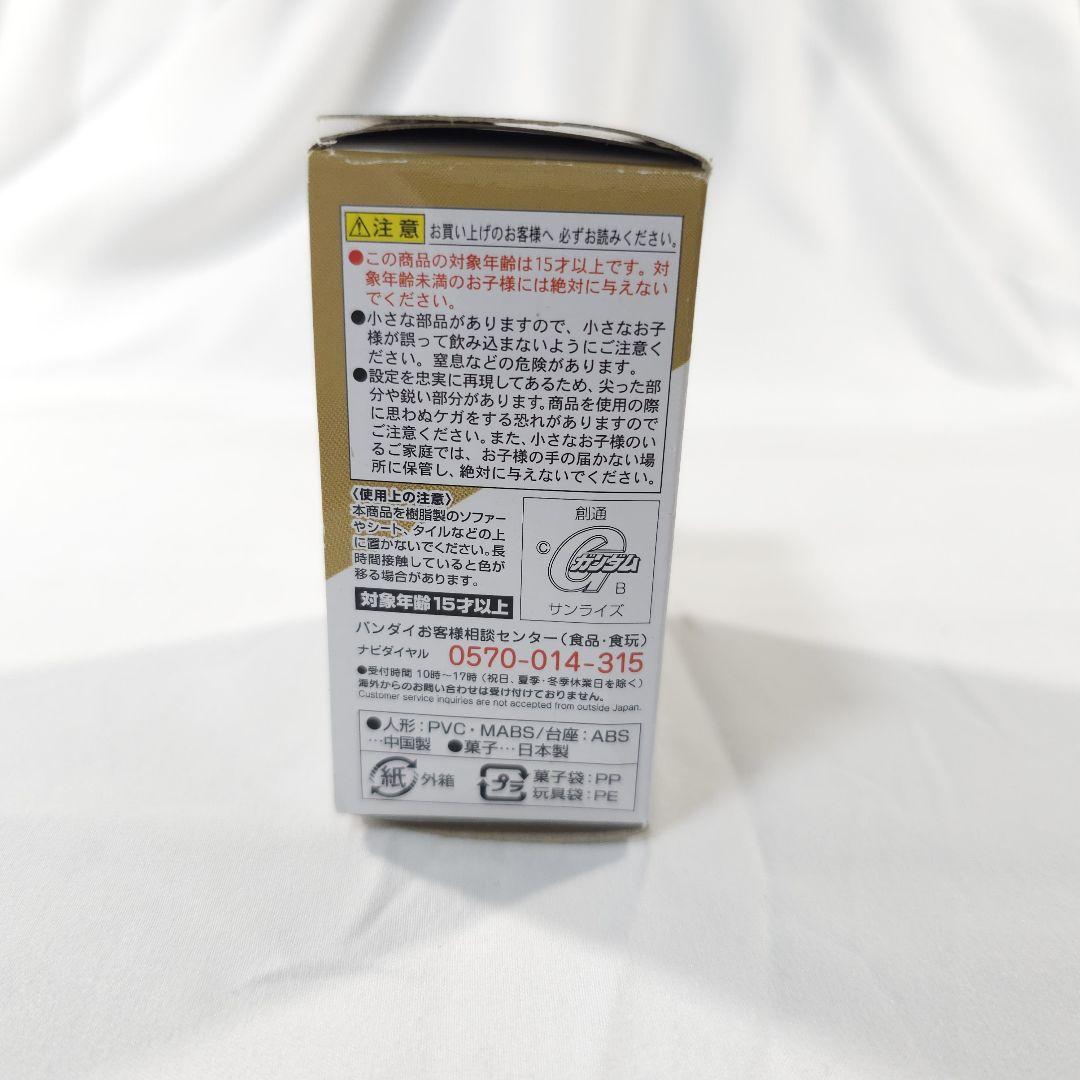 ⚠注意 お買い上げのお客様へ 必ずお読みください。
●この商品の対象年齢は15才以上です。対
象年齢未満のお子様には絶対に与えない
でください。
●小さな部品がありますので、小さなお子
様が誤って飲み込まないようにご注意く
ださい。窒息などの危険があります。
●設定を忠実に再現してあるため、尖った部
分や鋭い部分があります。商品を使用の際
に思わぬケガをする恐れがありますので
ご注意ください。また、小さなお子様のい
るご家庭では、お子様の手の届かない場
所に保管し、絶対に与えないでください。
〈使用上の注意〉
本商品を樹脂製のソファー
やシート、タイルなどの上
に置かないでください。長
時間接触していると色が
移る場合があります。
対象年齢15才以上
創通
© Gガンダム B
サンライズ
バンダイお客様相談センター(食品・食玩)
ナビダイヤル 0570-014-315
●受付時間 10時〜17時(祝日、夏季・冬季休業日を除く)
海外からのお問い合わせは受け付けておりません。
Customer service inquiries are not accepted from outside Japan.
●人形:PVC・MABS/台座:ABS
…中国製 ●菓子…日本製
紙 外箱
プラ 菓子袋:PP
玩具袋:PE